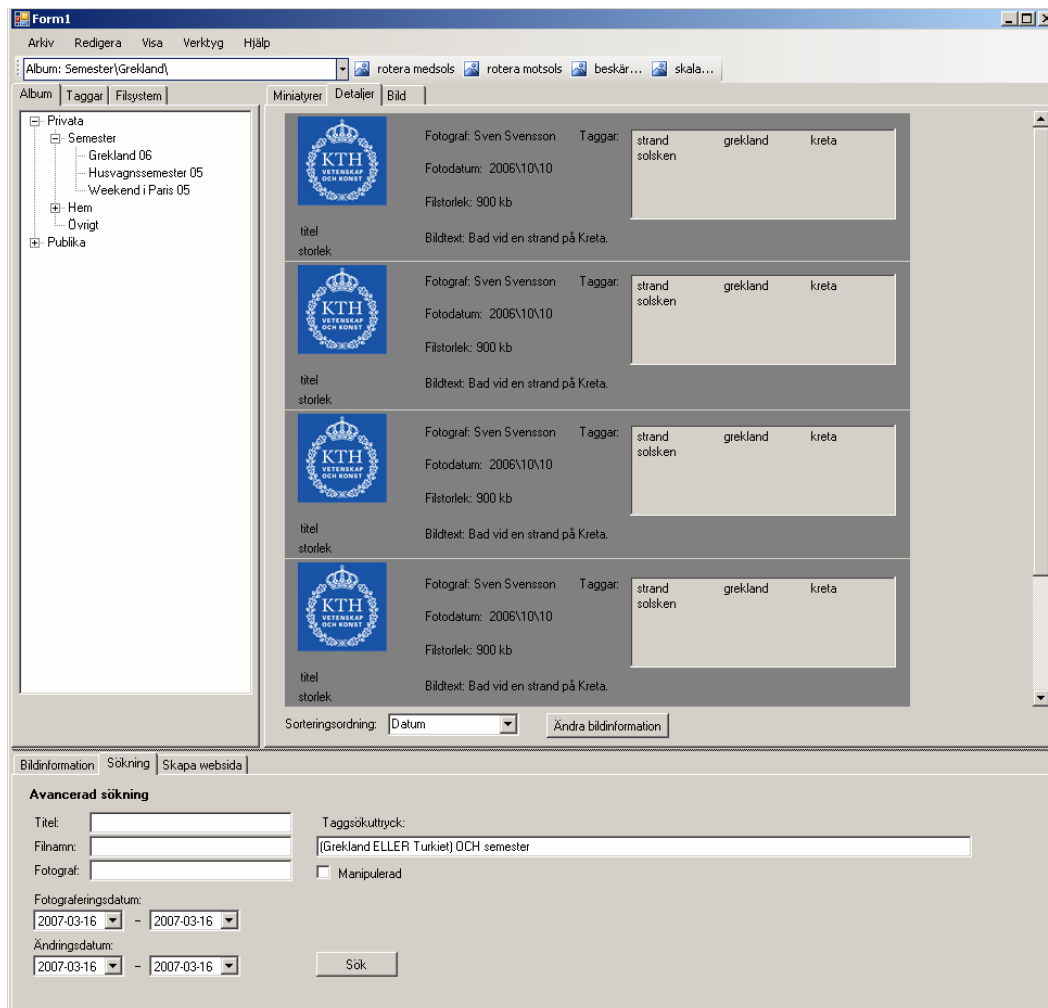 Form1
Arkiv Redigera Visa Verktyg Hjälp
Album: Semester\Grekland\ rotera medsols rotera motsols beskär... skala...
Album Taggar Filsystem
Privata
Semester
Grekland 06
Husvagnssemester 05
Weekend i Paris 05
Hem
Övrigt
Publika
Miniatyrer Detaljer Bild
KTH
VETENSKAP
OCH KONST
Fotograf: Sven Svensson Taggar: strand grekland kreta
solsken
Fotodatum: 2006\10\10
Filstorlek: 900 kb
titel
Bildtext: Bad vid en strand på Kreta.
storlek
KTH
VETENSKAP
OCH KONST
Fotograf: Sven Svensson Taggar: strand grekland kreta
solsken
Fotodatum: 2006\10\10
Filstorlek: 900 kb
titel
Bildtext: Bad vid en strand på Kreta.
storlek
KTH
VETENSKAP
OCH KONST
Fotograf: Sven Svensson Taggar: strand grekland kreta
solsken
Fotodatum: 2006\10\10
Filstorlek: 900 kb
titel
Bildtext: Bad vid en strand på Kreta.
storlek
KTH
VETENSKAP
OCH KONST
Fotograf: Sven Svensson Taggar: strand grekland kreta
solsken
Fotodatum: 2006\10\10
Filstorlek: 900 kb
titel
Bildtext: Bad vid en strand på Kreta.
storlek
Sorteringsordning: Datum Ändra bildinformation
Bildinformation Sökning Skapa websida
Avancerad sökning
Titel: Taggsökuttryck:
Filnamn: (Grekland ELLER Turkiet) OCH semester
Fotograf: Manipulerad
Fotograferingsdatum:
2007-03-16 - 2007-03-16
Ändringsdatum:
2007-03-16 - 2007-03-16 Sök